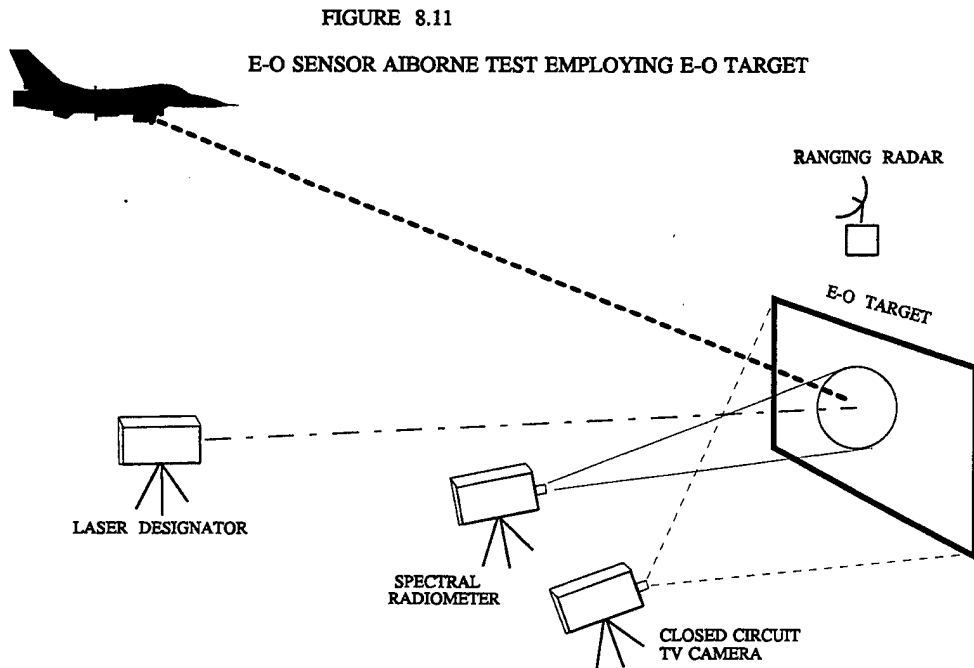 FIGURE 8.11
E-O SENSOR AIBORNE TEST EMPLOYING E-O TARGET
RANGING RADAR
E-O TARGET
LASER DESIGNATOR
SPECTRAL
RADIOMETER
CLOSED CIRCUIT
TV CAMERA